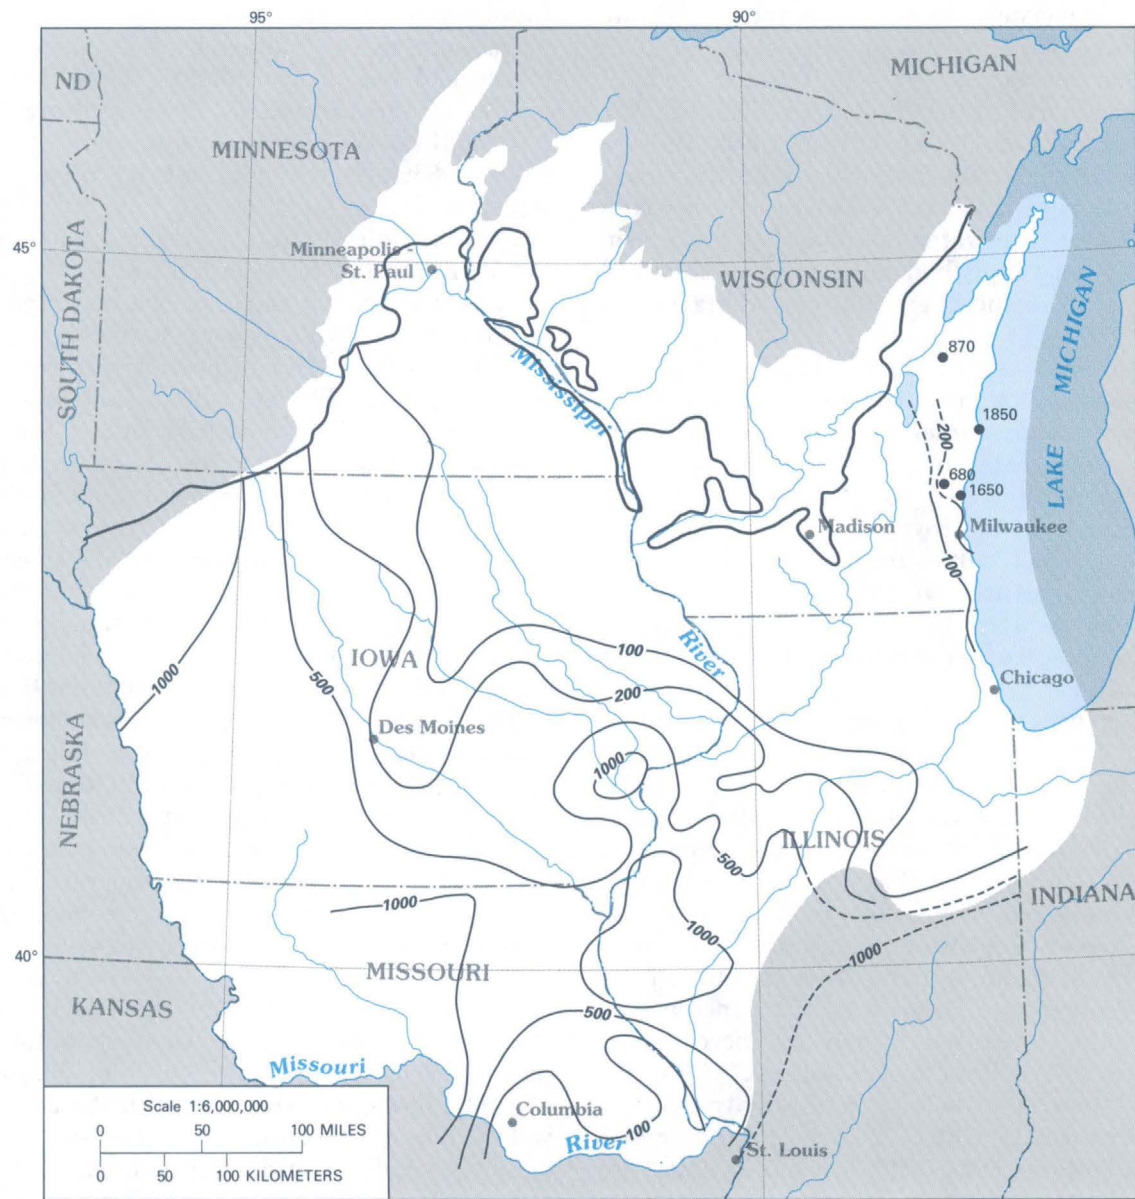 95°
90°
ND
MICHIGAN
MINNESOTA
45°
Minneapolis -
St. Paul
WISCONSIN
SOUTH DAKOTA
LAKE MICHIGAN
870
Mississippi
1850
200
680
1650
Madison
Milwaukee
100
River
100
IOWA
1000
500
200
Chicago
Des Moines
NEBRASKA
1000
ILLINOIS
500
INDIANA
1000
1000
1000
40°
MISSOURI
KANSAS
500
Missouri
Scale 1:6,000,000
0 50 100 MILES
0 50 100 KILOMETERS
Columbia
100
River
St. Louis